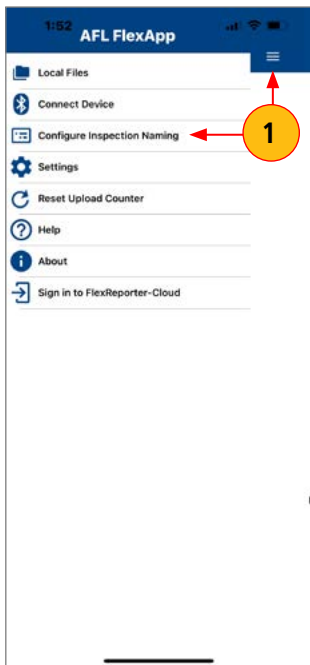 1:52
AFL FlexApp
Local Files
Connect Device
Configure Inspection Naming
1
Settings
Reset Upload Counter
Help
About
Sign in to FlexReporter-Cloud